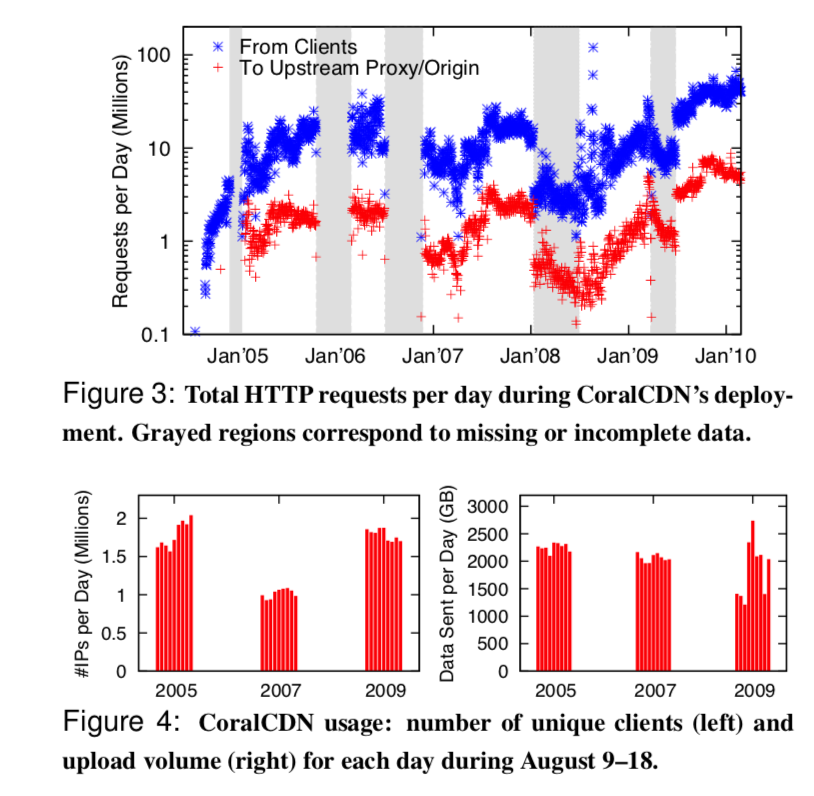 Requests per Day (Millions)
100
10
1
0.1
From Clients
To Upstream Proxy/Origin
Jan'05 Jan'06 Jan'07 Jan'08 Jan'09 Jan'10
Figure 3: Total HTTP requests per day during CoralCDN's deploy-
ment. Grayed regions correspond to missing or incomplete data.
#IPs per Day (Millions)
2
1.5
1
0.5
0
2005 2007 2009
Data Sent per Day (GB)
3000
2500
2000
1500
1000
500
0
2005 2007 2009
Figure 4: CoralCDN usage: number of unique clients (left) and
upload volume (right) for each day during August 9–18.